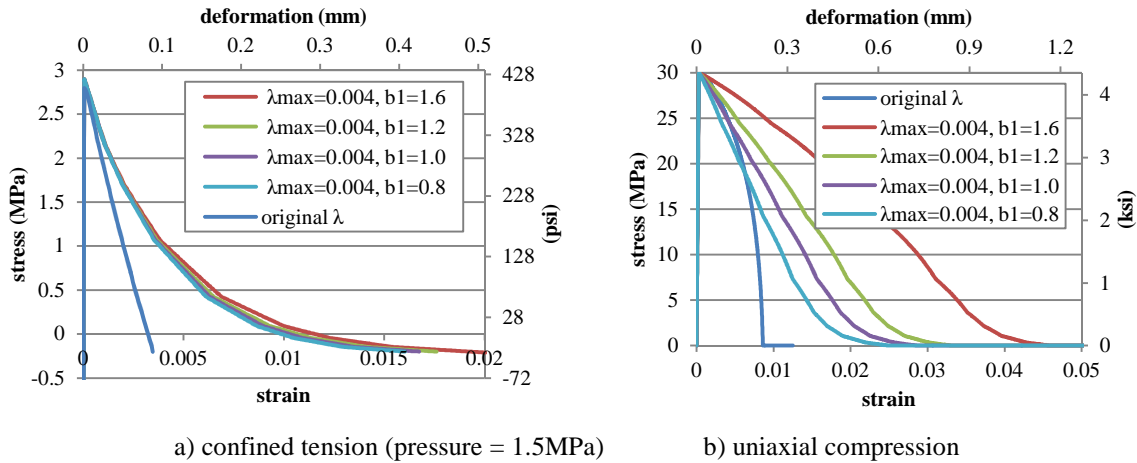 deformation (mm)
0 0.1 0.2 0.3 0.4 0.5
3
2.5
2
1.5
1
0.5
0
-0.5
stress (MPa)
λmax=0.004, b1=1.6
λmax=0.004, b1=1.2
λmax=0.004, b1=1.0
λmax=0.004, b1=0.8
original λ
428
328
228
128
28
-72
(psi)
0 0.005 0.01 0.015 0.02
strain
a) confined tension (pressure = 1.5MPa)
deformation (mm)
0 0.3 0.6 0.9 1.2
30
25
20
15
10
5
0
stress (MPa)
original λ
λmax=0.004, b1=1.6
λmax=0.004, b1=1.2
λmax=0.004, b1=1.0
λmax=0.004, b1=0.8
4
3
2
1
0
(ksi)
0 0.01 0.02 0.03 0.04 0.05
strain
b) uniaxial compression